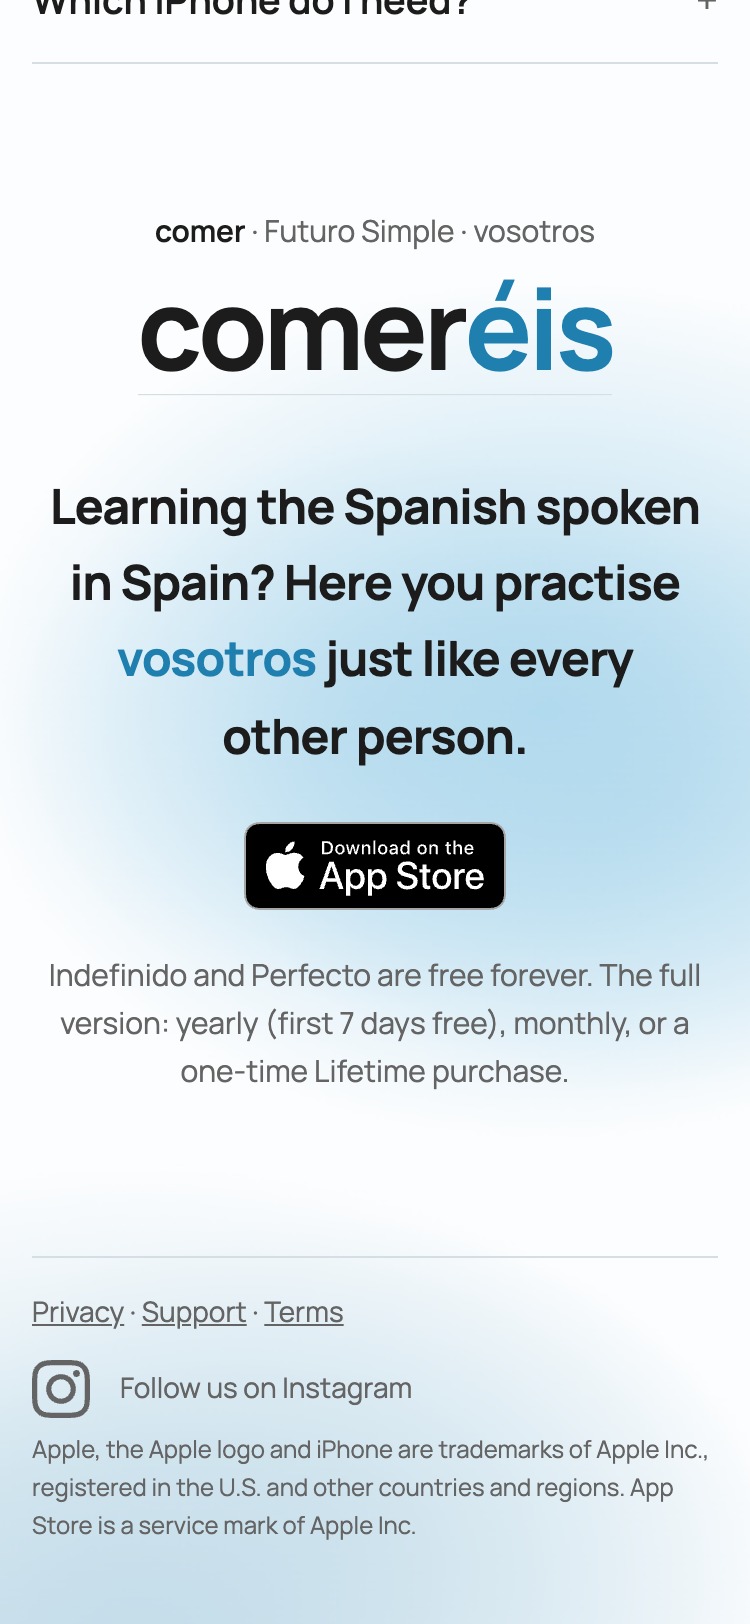 Which iPhone do I need? +
comer · Futuro Simple · vosotros
comeréis
Learning the Spanish spoken
in Spain? Here you practise
vosotros just like every
other person.
Download on the
App Store
Indefinido and Perfecto are free forever. The full
version: yearly (first 7 days free), monthly, or a
one-time Lifetime purchase.
Privacy · Support · Terms
Follow us on Instagram
Apple, the Apple logo and iPhone are trademarks of Apple Inc.,
registered in the U.S. and other countries and regions. App
Store is a service mark of Apple Inc.